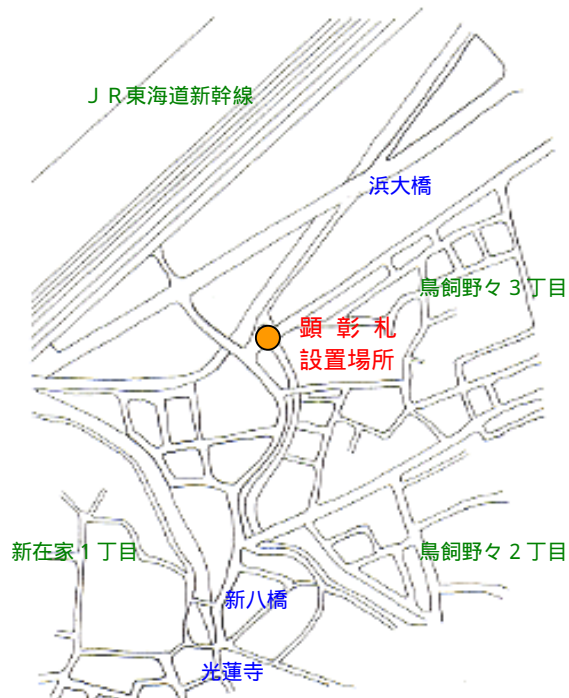 ＪＲ東海道新幹線
浜大橋
鳥飼野々３丁目
顕彰札
設置場所
新在家１丁目
鳥飼野々２丁目
新八橋
光蓮寺